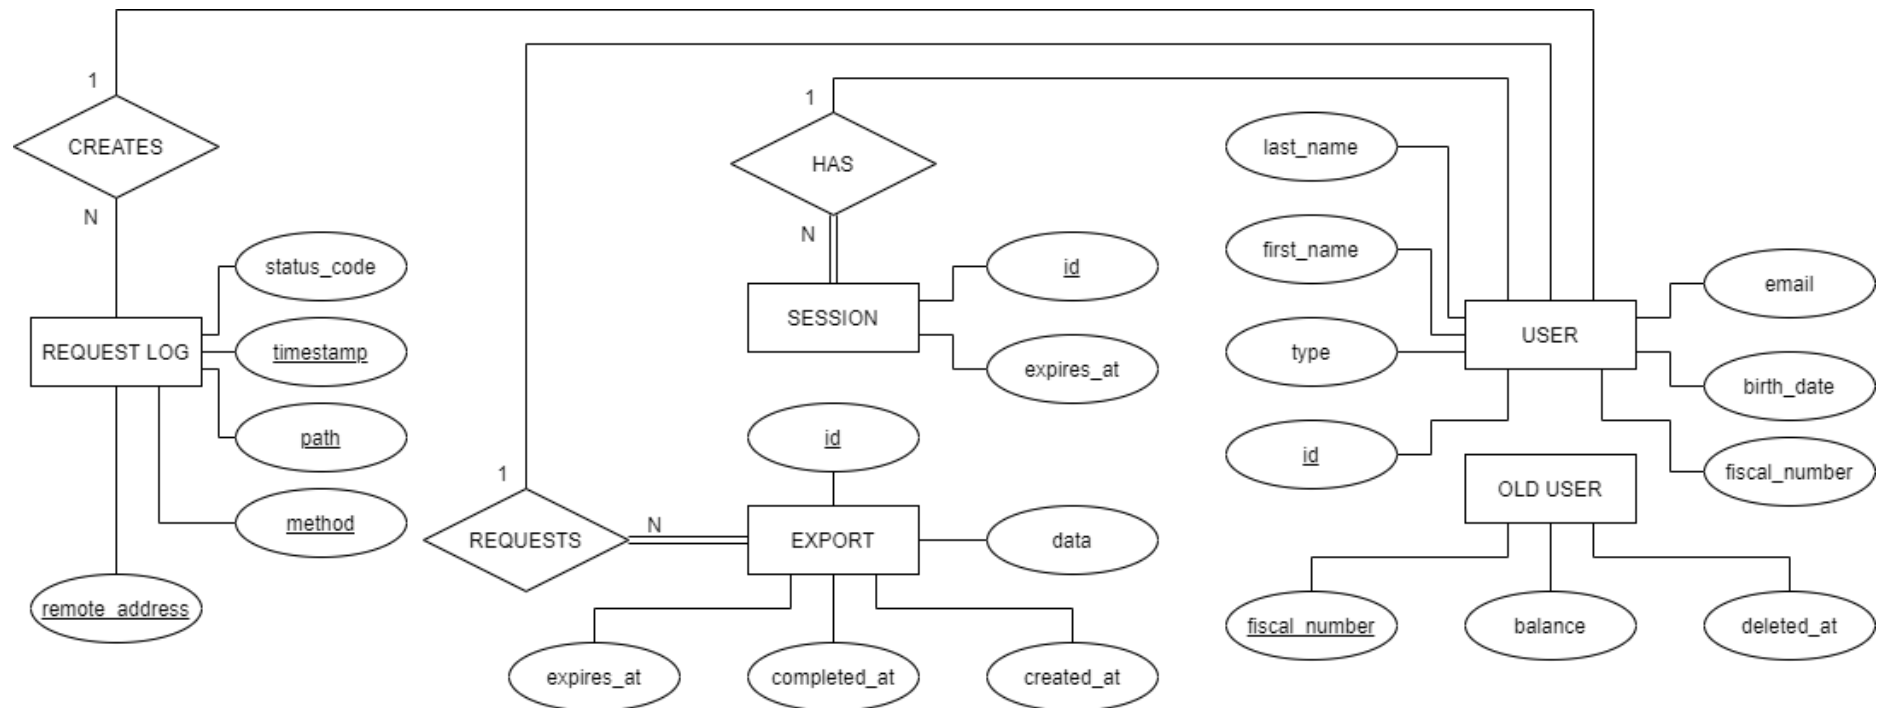 1
CREATES
N
REQUEST LOG
status_code
timestamp
path
method
remote_address
1
HAS
N
SESSION
id
expires_at
1
REQUESTS
N
EXPORT
id
data
expires_at
completed_at
created_at
last_name
first_name
type
id
USER
email
birth_date
fiscal_number
OLD USER
fiscal_number
balance
deleted_at